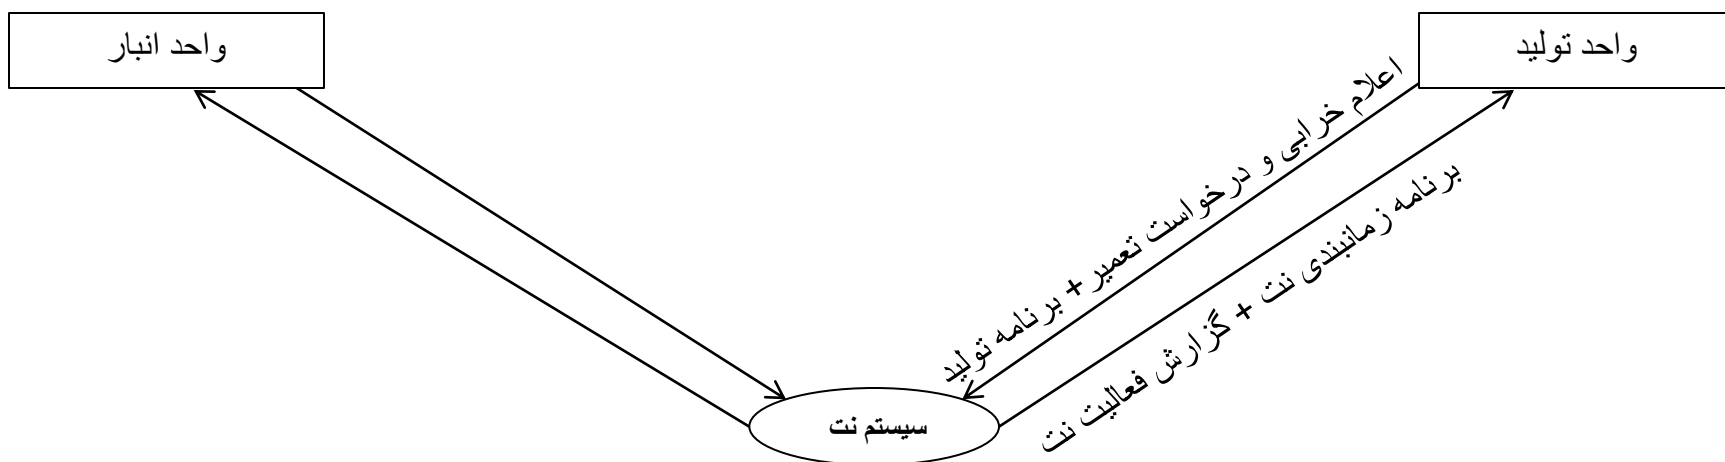 واحد تولید
واحد انبار
اعلام خرابی و درخواست تعمیر + برنامه تولید
برنامه زمانبندی نت + گزارش فعالیت نت
سیستم نت